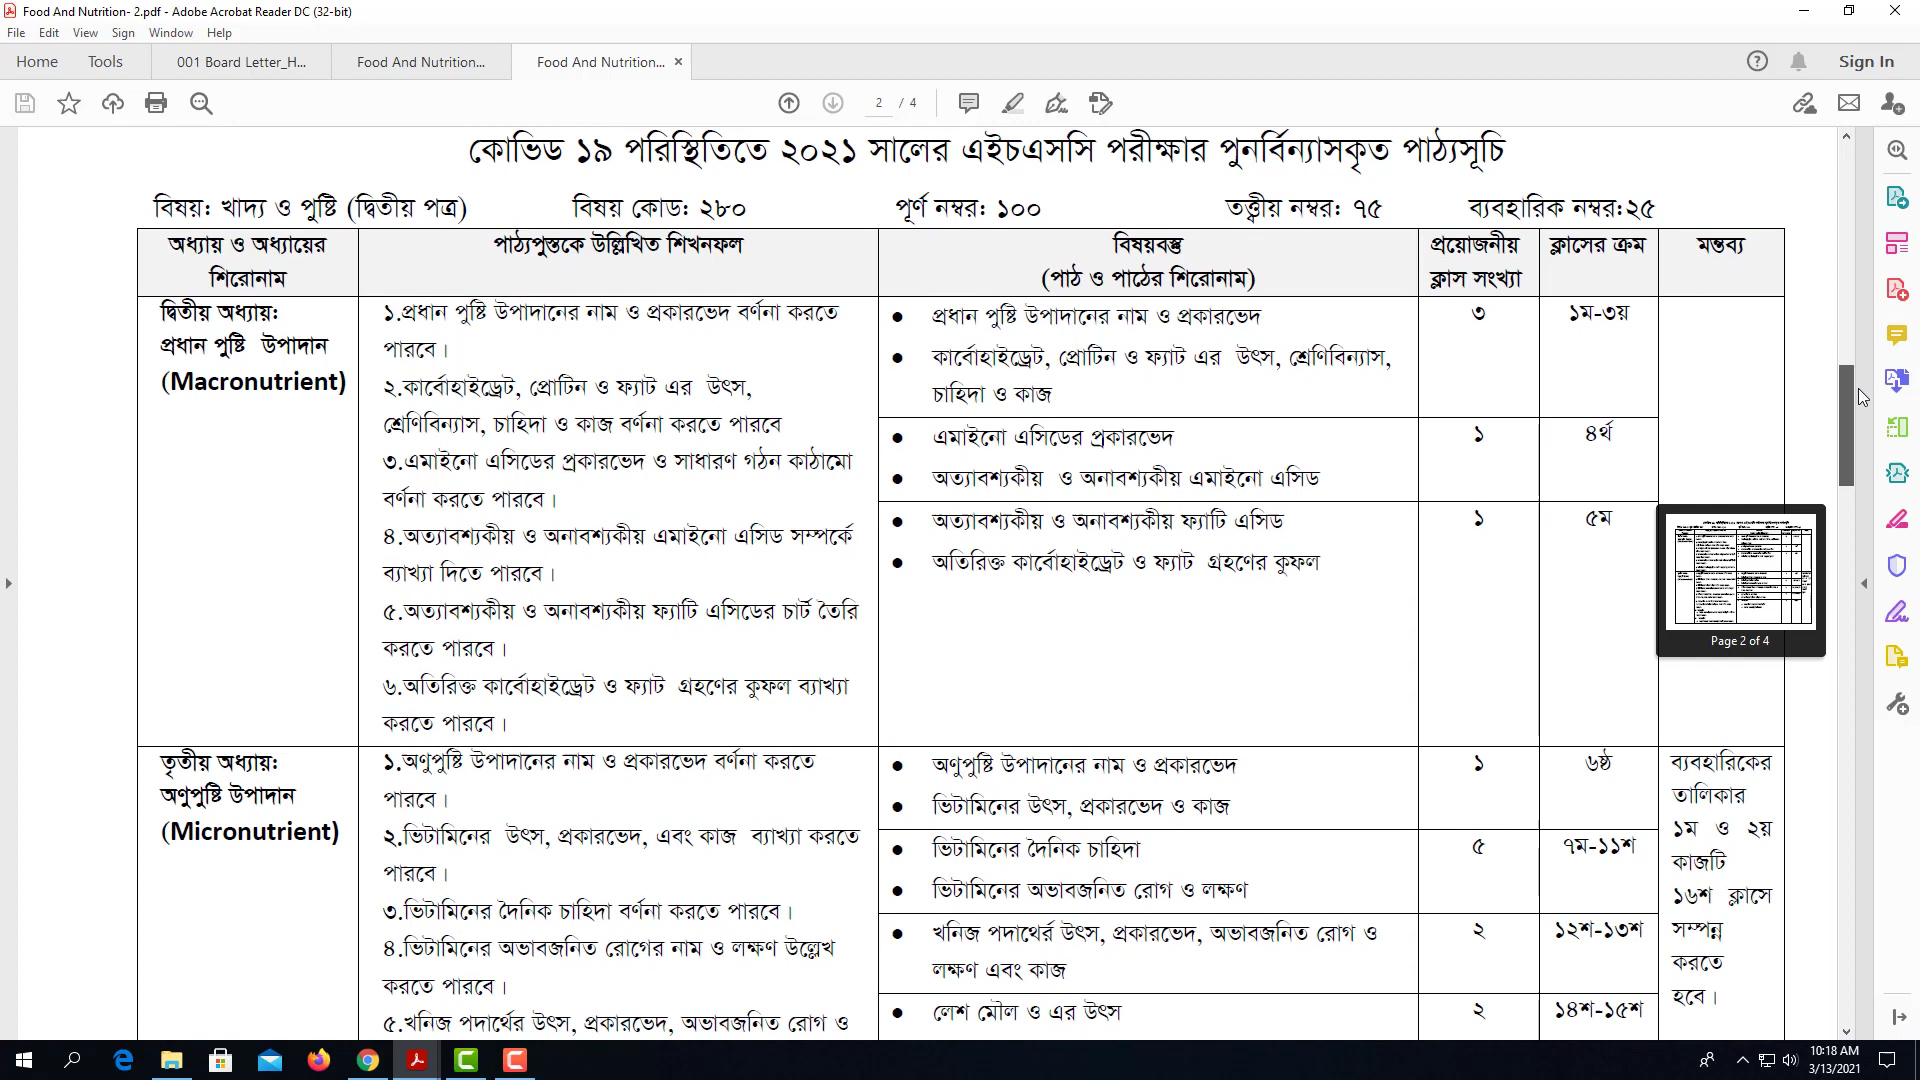 Food And Nutrition- 2.pdf - Adobe Acrobat Reader DC (32-bit)
File Edit View Sign Window Help
Home Tools 001 Board Letter_H... Food And Nutrition... Food And Nutrition... × Sign In
2 / 4
কোভিড ১৯ পরিস্থিতিতে ২০২১ সালের এইচএসসি পরীক্ষার পুনর্বিন্যাসকৃত পাঠ্যসূচি
বিষয়: খাদ্য ও পুষ্টি (দ্বিতীয় পত্র) বিষয় কোড: ২৮০ পূর্ণ নম্বর: ১০০ তত্ত্বীয় নম্বর: ৭৫ ব্যবহারিক নম্বর:২৫
অধ্যায় ও অধ্যায়ের
শিরোনাম
পাঠ্যপুস্তকে উল্লিখিত শিখনফল
বিষয়বস্তু
(পাঠ ও পাঠের শিরোনাম)
প্রয়োজনীয়
ক্লাস সংখ্যা
ক্লাসের ক্রম
মন্তব্য
দ্বিতীয় অধ্যায়:
প্রধান পুষ্টি উপাদান
(Macronutrient)
১.প্রধান পুষ্টি উপাদানের নাম ও প্রকারভেদ বর্ণনা করতে
পারবে।
২.কার্বোহাইড্রেট, প্রোটিন ও ফ্যাট এর উৎস,
শ্রেণিবিন্যাস, চাহিদা ও কাজ বর্ণনা করতে পারবে
৩.এমাইনো এসিডের প্রকারভেদ ও সাধারণ গঠন কাঠামো
বর্ণনা করতে পারবে।
৪.অত্যাবশ্যকীয় ও অনাবশ্যকীয় এমাইনো এসিড সম্পর্কে
ব্যাখ্যা দিতে পারবে।
৫.অত্যাবশ্যকীয় ও অনাবশ্যকীয় ফ্যাটি এসিডের চার্ট তৈরি
করতে পারবে।
৬.অতিরিক্ত কার্বোহাইড্রেট ও ফ্যাট গ্রহণের কুফল ব্যাখ্যা
করতে পারবে।
● প্রধান পুষ্টি উপাদানের নাম ও প্রকারভেদ
● কার্বোহাইড্রেট, প্রোটিন ও ফ্যাট এর উৎস, শ্রেণিবিন্যাস,
চাহিদা ও কাজ
৩ ১ম-৩য়
● এমাইনো এসিডের প্রকারভেদ
● অত্যাবশ্যকীয় ও অনাবশ্যকীয় এমাইনো এসিড
১ ৪র্থ
● অত্যাবশ্যকীয় ও অনাবশ্যকীয় ফ্যাটি এসিড
● অতিরিক্ত কার্বোহাইড্রেট ও ফ্যাট গ্রহণের কুফল
১ ৫ম
Page 2 of 4
তৃতীয় অধ্যায়:
অণুপুষ্টি উপাদান
(Micronutrient)
১.অণুপুষ্টি উপাদানের নাম ও প্রকারভেদ বর্ণনা করতে
পারবে।
২.ভিটামিনের উৎস, প্রকারভেদ, এবং কাজ ব্যাখ্যা করতে
পারবে।
৩.ভিটামিনের দৈনিক চাহিদা বর্ণনা করতে পারবে।
৪.ভিটামিনের অভাবজনিত রোগের নাম ও লক্ষণ উল্লেখ
করতে পারবে।
৫.খনিজ পদার্থের উৎস, প্রকারভেদ, অভাবজনিত রোগ ও
● অণুপুষ্টি উপাদানের নাম ও প্রকারভেদ
● ভিটামিনের উৎস, প্রকারভেদ ও কাজ
১ ৬ষ্ঠ
● ভিটামিনের দৈনিক চাহিদা
● ভিটামিনের অভাবজনিত রোগ ও লক্ষণ
৫ ৭ম-১১শ
● খনিজ পদাথের্র উৎস, প্রকারভেদ, অভাবজনিত রোগ ও
লক্ষণ এবং কাজ
২ ১২শ-১৩শ
● লেশ মৌল ও এর উৎস
২ ১৪শ-১৫শ
ব্যবহারিকের
তালিকার
১ম ও ২য়
কাজটি
১৬শ ক্লাসে
সম্পন্ন
করতে
হবে।
10:18 AM
3/13/2021